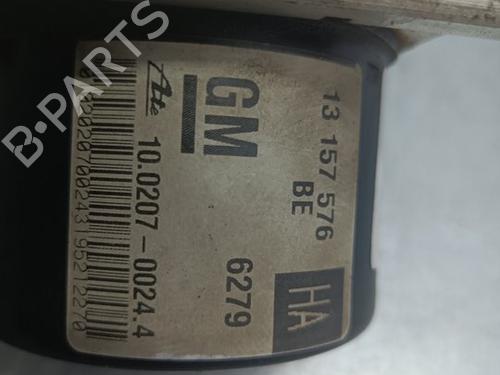 13 157 576
BE
HA
GM
6279
Ate
10.0207-0024.4
B-PARTS